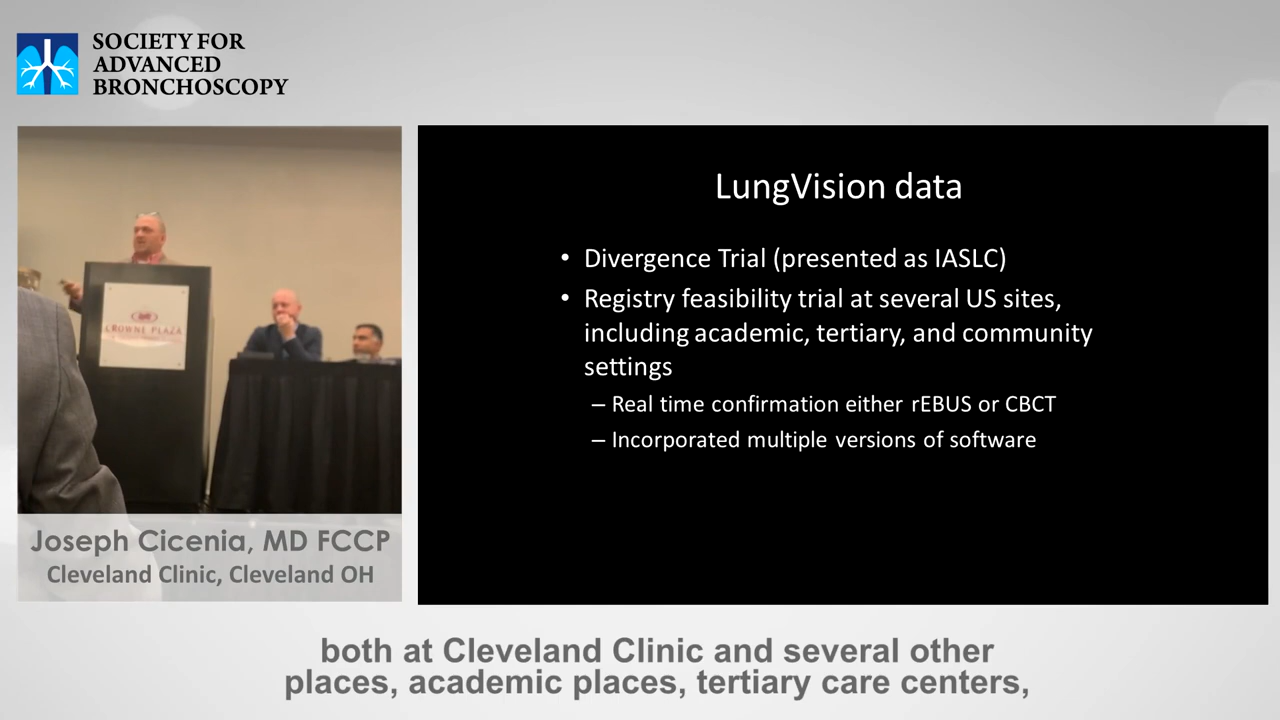 SOCIETY FOR
ADVANCED
BRONCHOSCOPY
CROWNE PLAZA
Joseph Cicenia, MD FCCP
Cleveland Clinic, Cleveland OH
LungVision data
• Divergence Trial (presented as IASLC)
• Registry feasibility trial at several US sites,
including academic, tertiary, and community
settings
– Real time confirmation either rEBUS or CBCT
– Incorporated multiple versions of software
both at Cleveland Clinic and several other
places, academic places, tertiary care centers,